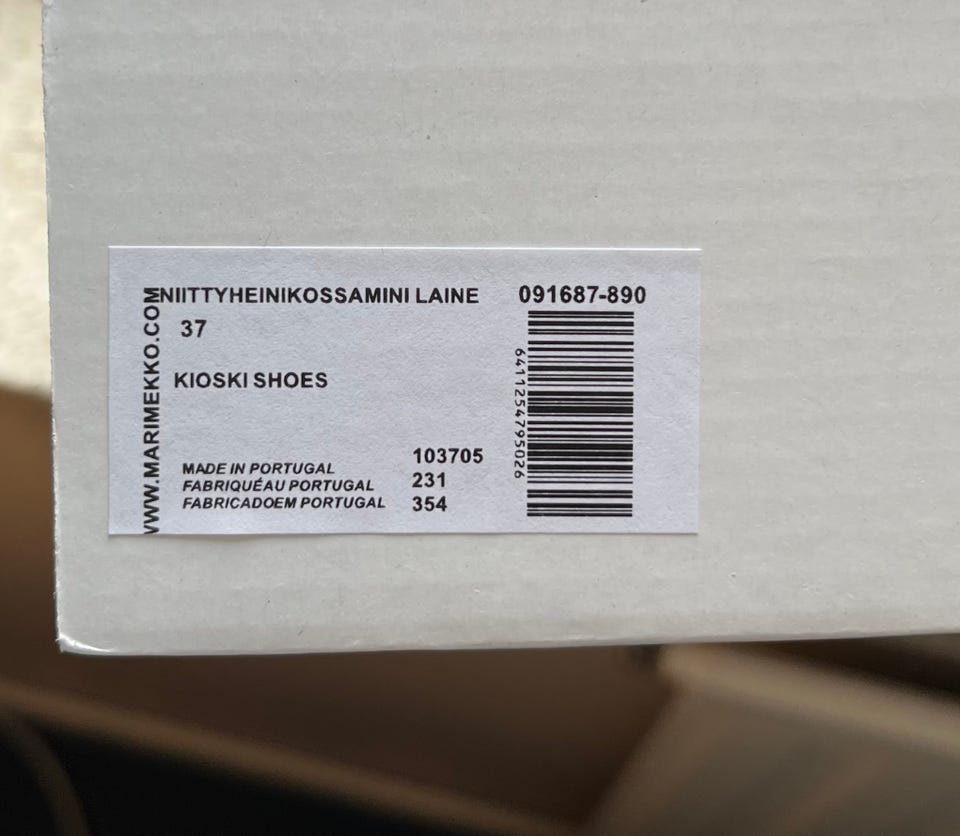 WWW.MARIMEKKO.COM
NIITTYHEINIKOSSAMINI LAINE
091687-890
37
KIOSKI SHOES
6411254795026
MADE IN PORTUGAL
103705
FABRIQUÉAU PORTUGAL
231
FABRICADOEM PORTUGAL
354